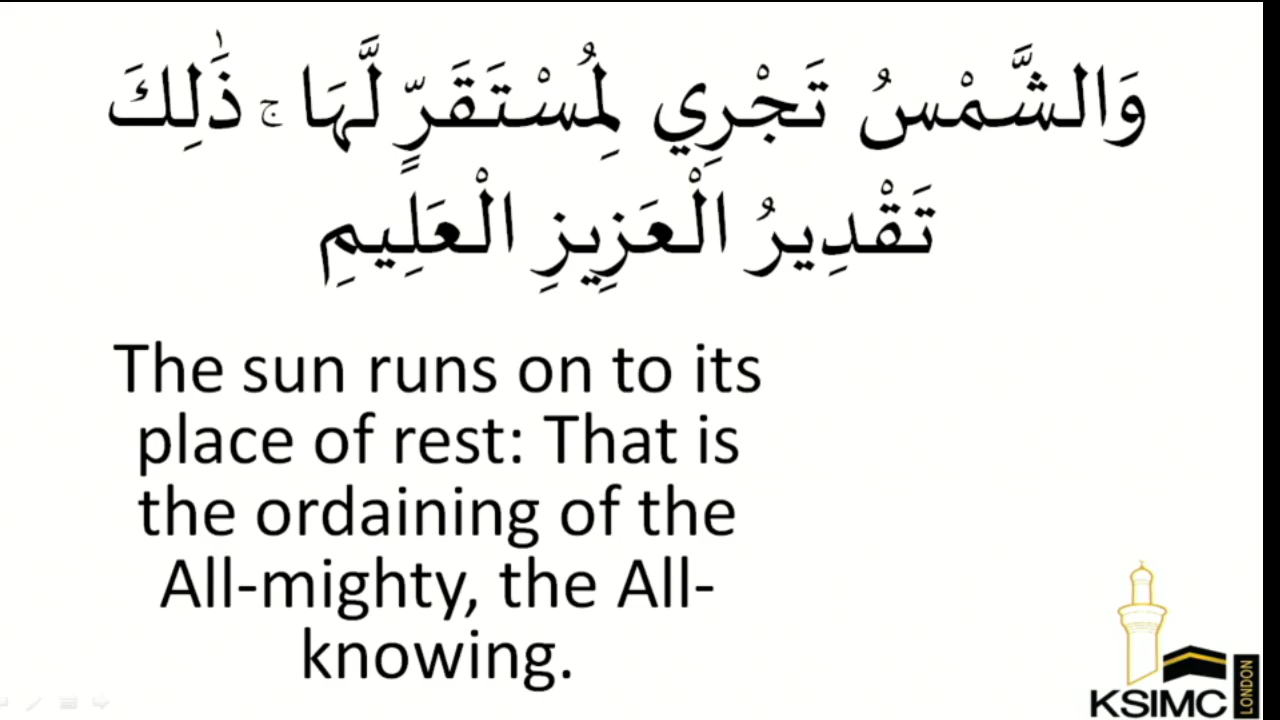 وَالشَّمْسُ تَجْرِي لِمُسْتَقَرٍّ لَّهَا ۚ ذَٰلِكَ
تَقْدِيرُ الْعَزِيزِ الْعَلِيمِ
The sun runs on to its
place of rest: That is
the ordaining of the
All-mighty, the All-
knowing.
KSIMC
LONDON